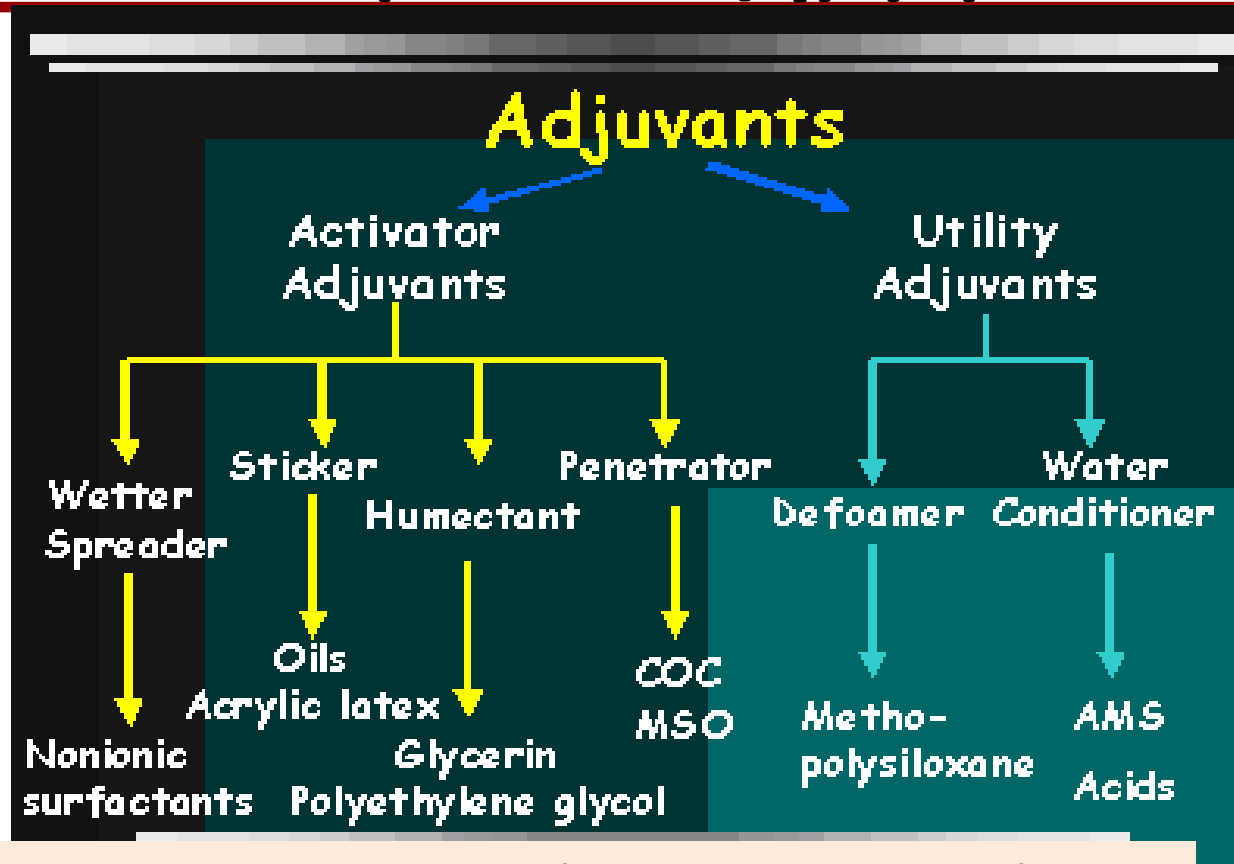 Adjuvants
Activator
Adjuvants
Utility
Adjuvants
Wetter
Spreader
Sticker
Humectant
Penetrator
Defoamer
Water
Conditioner
Nonionic
surfactants
Oils
Acrylic latex
Glycerin
Polyethylene glycol
COC
MSO
Metho-
polysiloxane
AMS
Acids